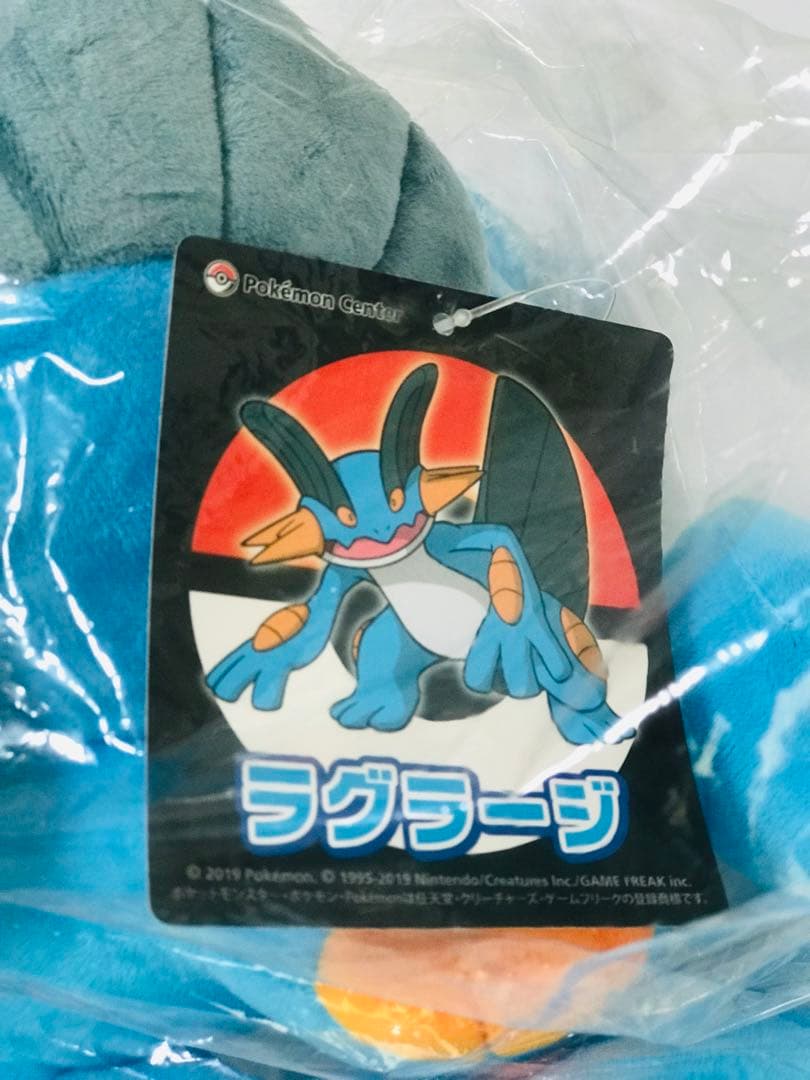 Pokémon Center
ラグラージ
© 2019 Pokémon. © 1995-2019 Nintendo/Creatures Inc./GAME FREAK inc.
ポケットモンスター・ポケモン・Pokémonは任天堂・クリーチャーズ・ゲームフリークの登録商標です。